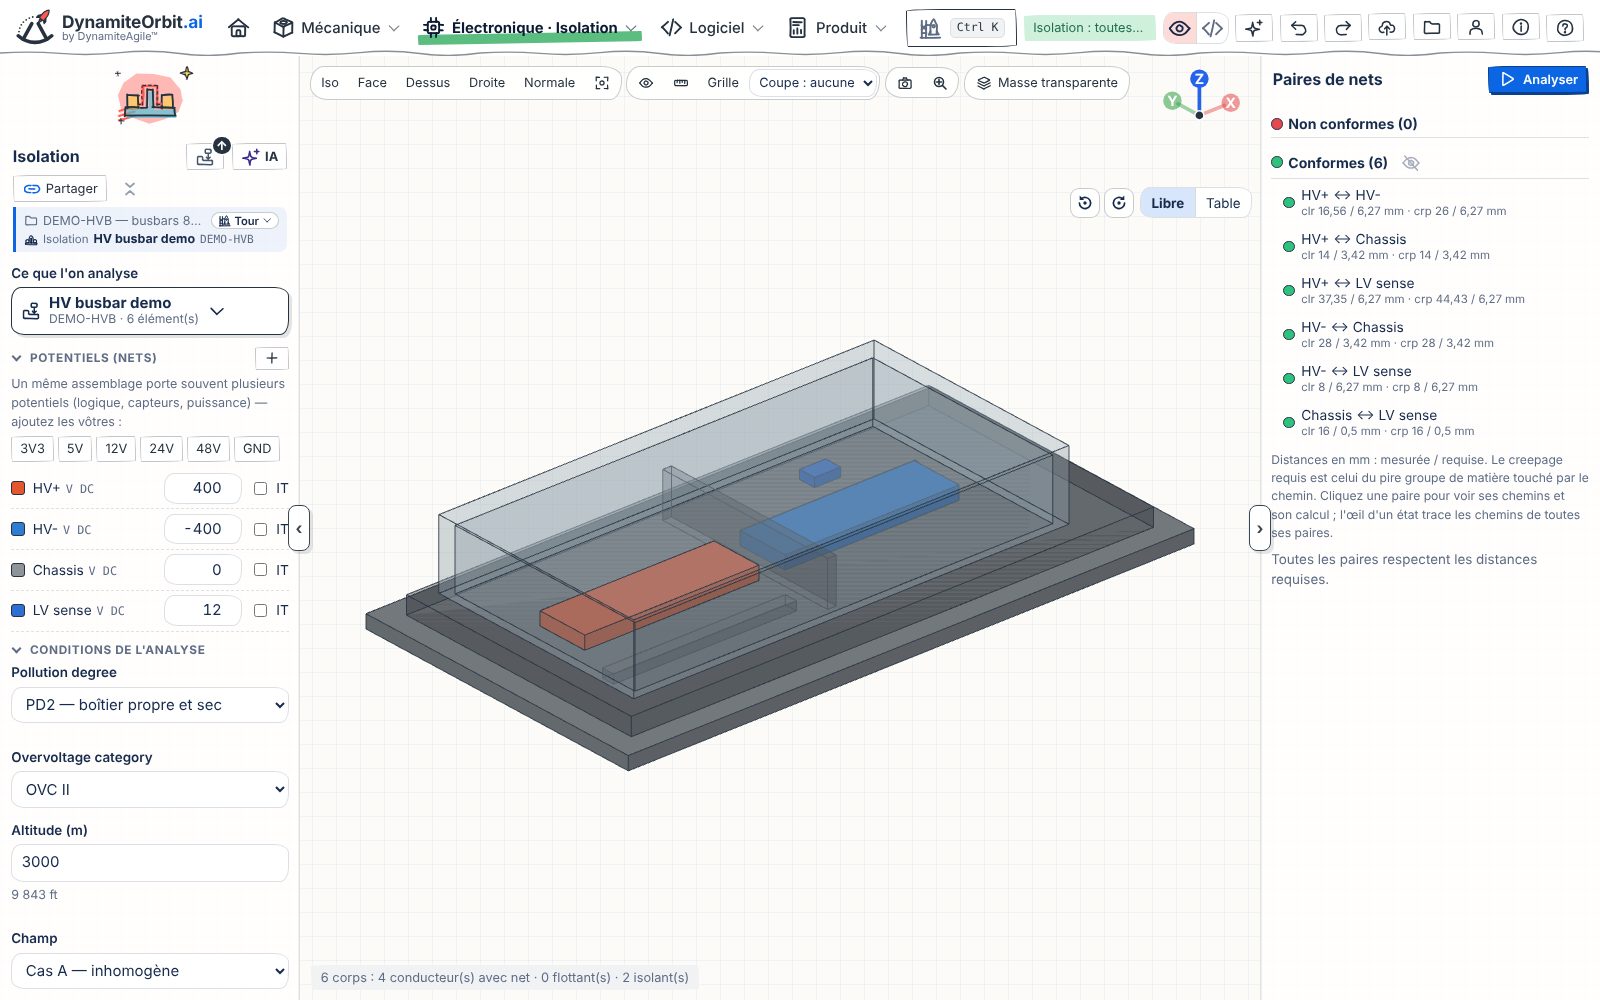 DynamiteOrbit.ai
by DynamiteAgile™
Mécanique
Électronique · Isolation
Logiciel
Produit
Ctrl K
Isolation : toutes...
Isolation
IA
Partager
DEMO-HVB — busbars 8...
Tour
Isolation HV busbar demo DEMO-HVB
Ce que l'on analyse
HV busbar demo
DEMO-HVB · 6 élément(s)
POTENTIELS (NETS)
+
Un même assemblage porte souvent plusieurs
potentiels (logique, capteurs, puissance) —
ajoutez les vôtres :
3V3 5V 12V 24V 48V GND
HV+ V DC 400 IT
HV- V DC -400 IT
Chassis V DC 0 IT
LV sense V DC 12 IT
CONDITIONS DE L'ANALYSE
Pollution degree
PD2 — boîtier propre et sec
Overvoltage category
OVC II
Altitude (m)
3000
9 843 ft
Champ
Cas A — inhomogène
Iso Face Dessus Droite Normale
Grille
Coupe : aucune
Masse transparente
Z
Y
X
Libre Table
6 corps : 4 conducteur(s) avec net · 0 flottant(s) · 2 isolant(s)
Paires de nets
Analyser
Non conformes (0)
Conformes (6)
HV+ ↔ HV-
clr 16,56 / 6,27 mm · crp 26 / 6,27 mm
HV+ ↔ Chassis
clr 14 / 3,42 mm · crp 14 / 3,42 mm
HV+ ↔ LV sense
clr 37,35 / 6,27 mm · crp 44,43 / 6,27 mm
HV- ↔ Chassis
clr 28 / 3,42 mm · crp 28 / 3,42 mm
HV- ↔ LV sense
clr 8 / 6,27 mm · crp 8 / 6,27 mm
Chassis ↔ LV sense
clr 16 / 0,5 mm · crp 16 / 0,5 mm
Distances en mm : mesurée / requise. Le creepage
requis est celui du pire groupe de matière touché par le
chemin. Cliquez une paire pour voir ses chemins et
son calcul ; l'œil d'un état trace les chemins de toutes
ses paires.
Toutes les paires respectent les distances
requises.